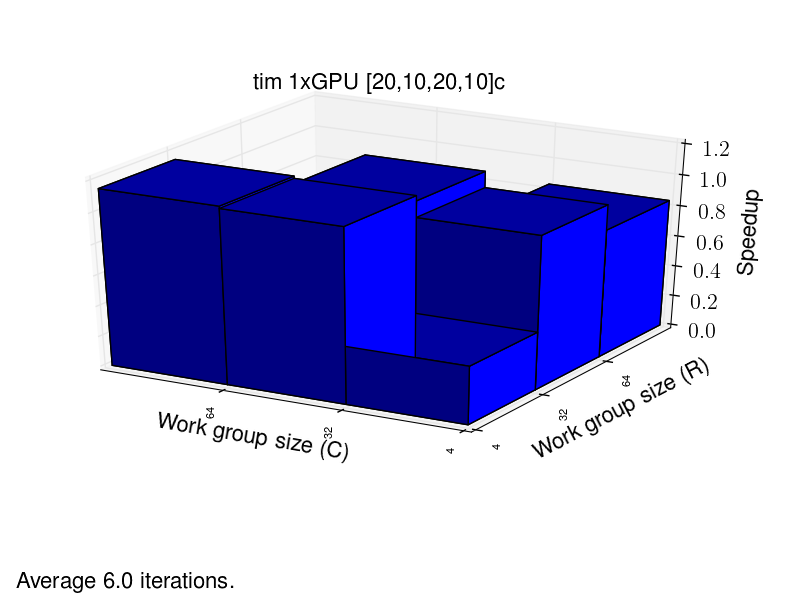 tim 1xGPU [20,10,20,10]c
1.2
1.0
0.8
0.6
0.4
0.2
0.0
Speedup
64
32
4
Work group size (C)
4
32
64
Work group size (R)
Average 6.0 iterations.